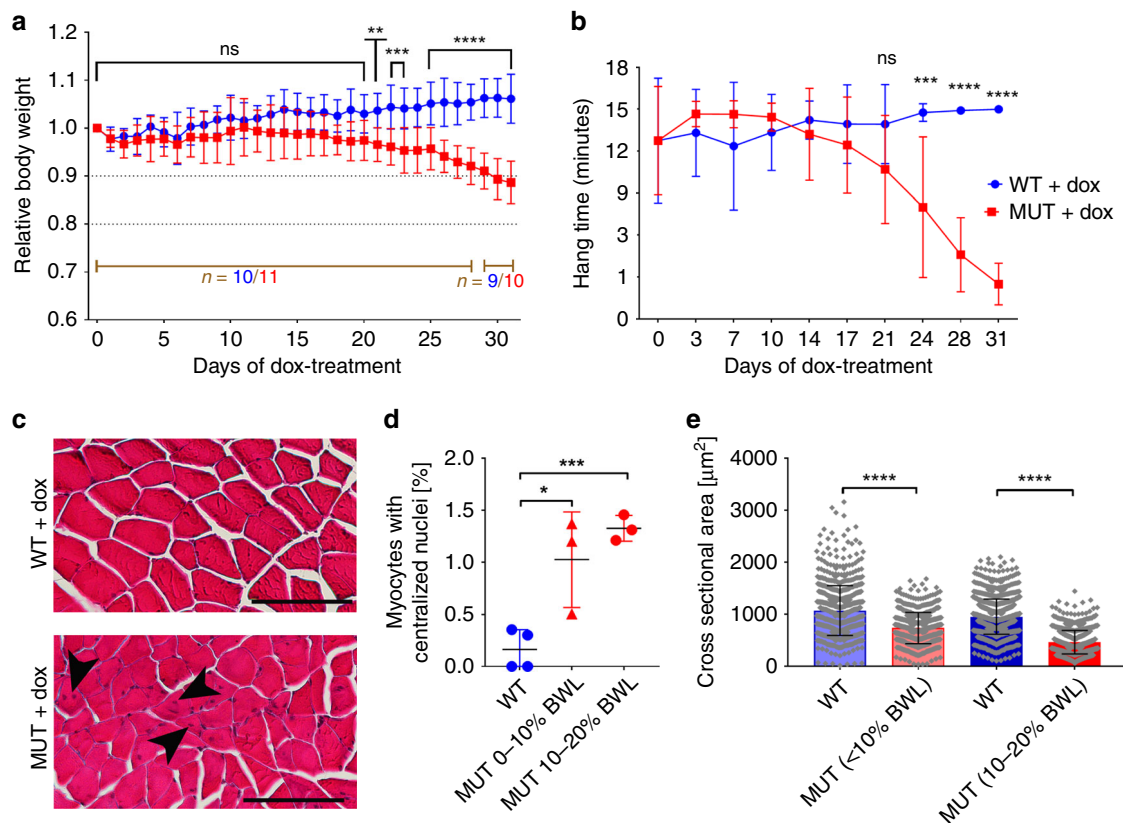 a
ns
**
***
****
Relative body weight
1.2
1.1
1.0
0.9
0.8
0.7
0.6
n = 10/11
n = 9/10
0 5 10 15 20 25 30
Days of dox-treatment
b
ns
***
****
****
Hang time (minutes)
18
15
12
9
3
1
0
WT + dox
MUT + dox
0 3 7 10 14 17 21 24 28 31
Days of dox-treatment
c
WT + dox
MUT + dox
d
Myocytes with
centralized nuclei [%]
2.0
1.5
1.0
0.5
0.0
***
*
WT
MUT 0–10% BWL
MUT 10–20% BWL
e
Cross sectional area [μm²]
4000
3000
2000
1000
0
****
****
WT
MUT (<10% BWL)
WT
MUT (10–20% BWL)